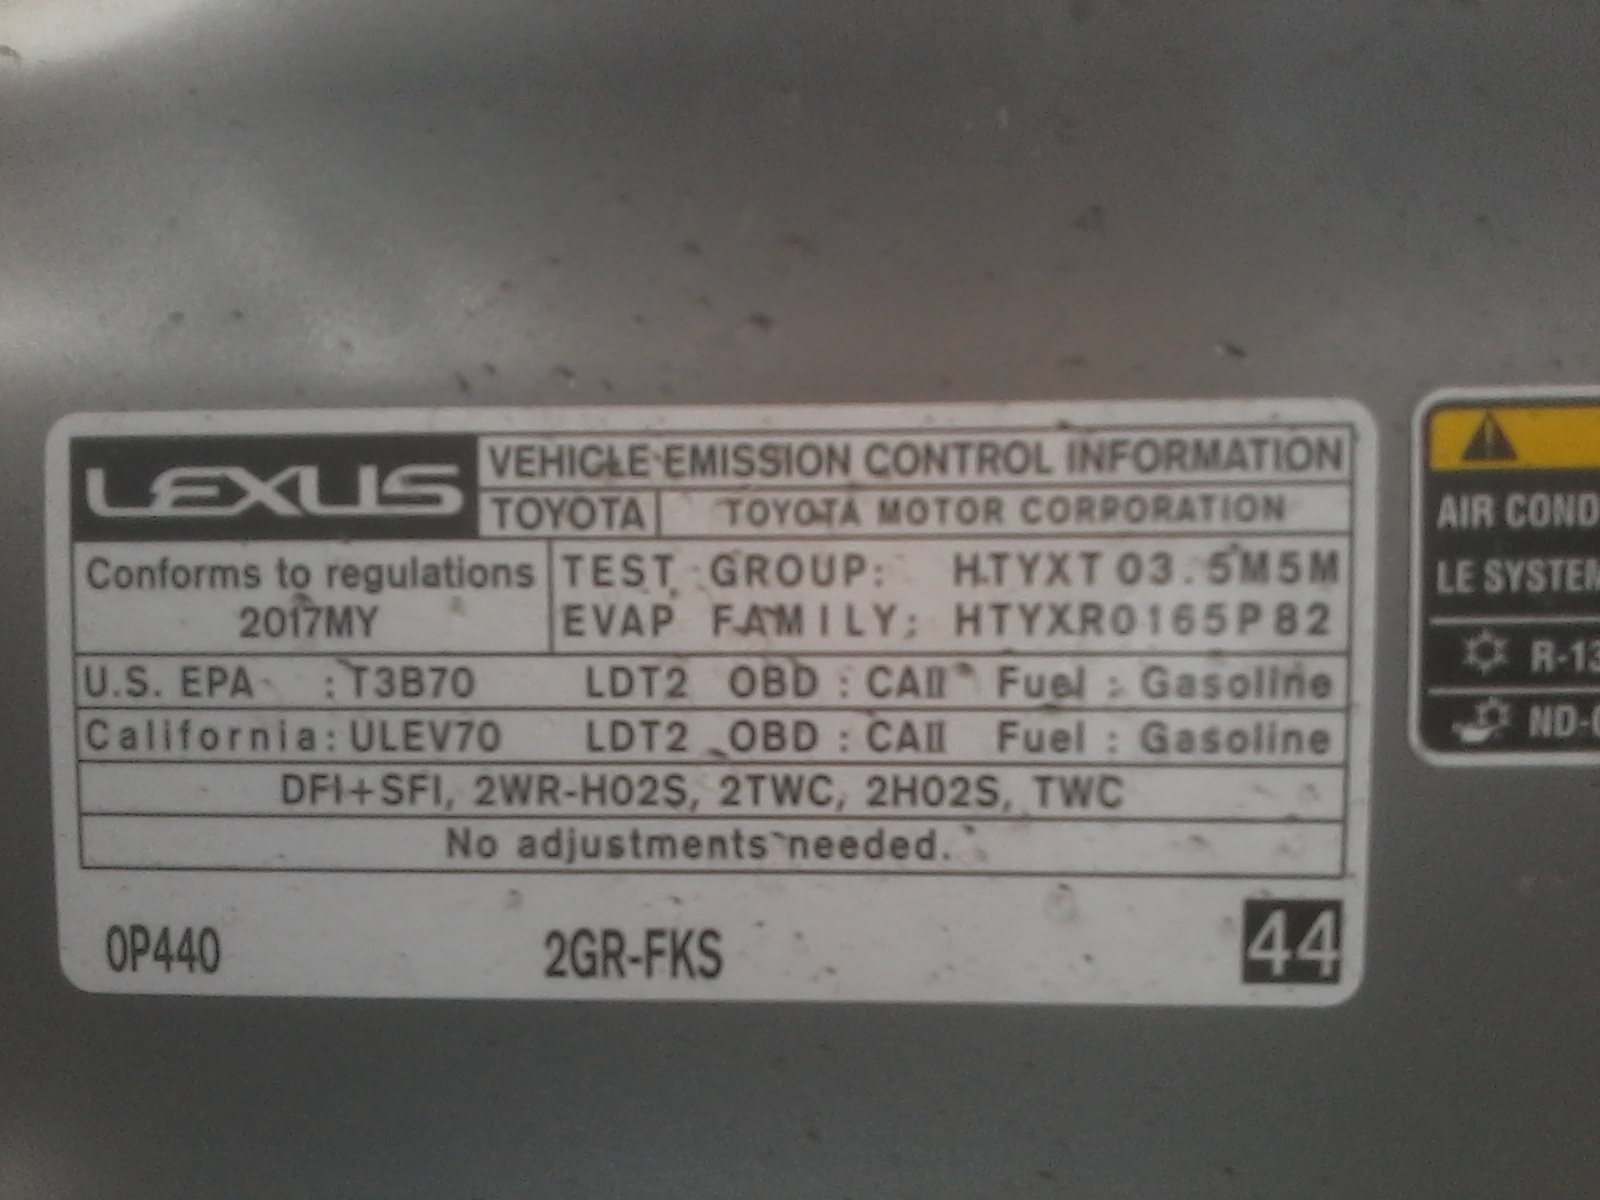 LEXUS
VEHICLE EMISSION CONTROL INFORMATION
TOYOTA TOYOTA MOTOR CORPORATION
Conforms to regulations
2017MY
TEST GROUP: HTYXT03.5M5M
EVAP FAMILY: HTYXR0165P82
U.S. EPA : T3B70 LDT2 OBD : CAII Fuel : Gasoline
California : ULEV70 LDT2 OBD : CAII Fuel : Gasoline
DFI+SFI, 2WR-HO2S, 2TWC, 2HO2S, TWC
No adjustments needed.
0P440 2GR-FKS 44
AIR COND
LE SYSTEM
R-13
ND-O